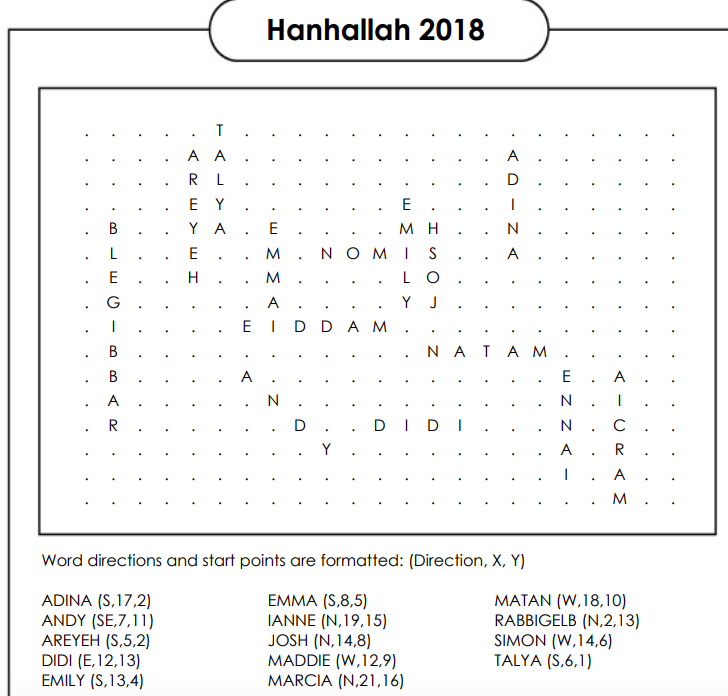 Hanhallah 2018
. . . . . T . . . . . . . . . . . . . . . . .
. . . . A A . . . . . . . . . . A . . . . . .
. . . . R L . . . . . . . . . . D . . . . . .
. . . . E Y . . . . . . E . . . I . . . . . .
. B . . Y A . E . . . . M H . . N . . . . . .
. L . . E . . M . N O M I S . . A . . . . . .
. E . . H . . M . . . . L O . . . . . . . . .
. G . . . . . A . . . . Y J . . . . . . . . .
. I . . . . E I D D A M . . . . . . . . . . .
. B . . . . . . . . . . . N A T A M . . . . .
. B . . . . A . . . . . . . . . . . E . A . .
. A . . . . . N . . . . . . . . . . N . I . .
. R . . . . . . D . . D I D I . . . N . C . .
. . . . . . . . . Y . . . . . . . . A . R . .
. . . . . . . . . . . . . . . . . . I . A . .
. . . . . . . . . . . . . . . . . . . . M . .
Word directions and start points are formatted: (Direction, X, Y)
ADINA (S,17,2)
ANDY (SE,7,11)
AREYEH (S,5,2)
DIDI (E,12,13)
EMILY (S,13,4)
EMMA (S,8,5)
IANNE (N,19,15)
JOSH (N,14,8)
MADDIE (W,12,9)
MARCIA (N,21,16)
MATAN (W,18,10)
RABBIGELB (N,2,13)
SIMON (W,14,6)
TALYA (S,6,1)